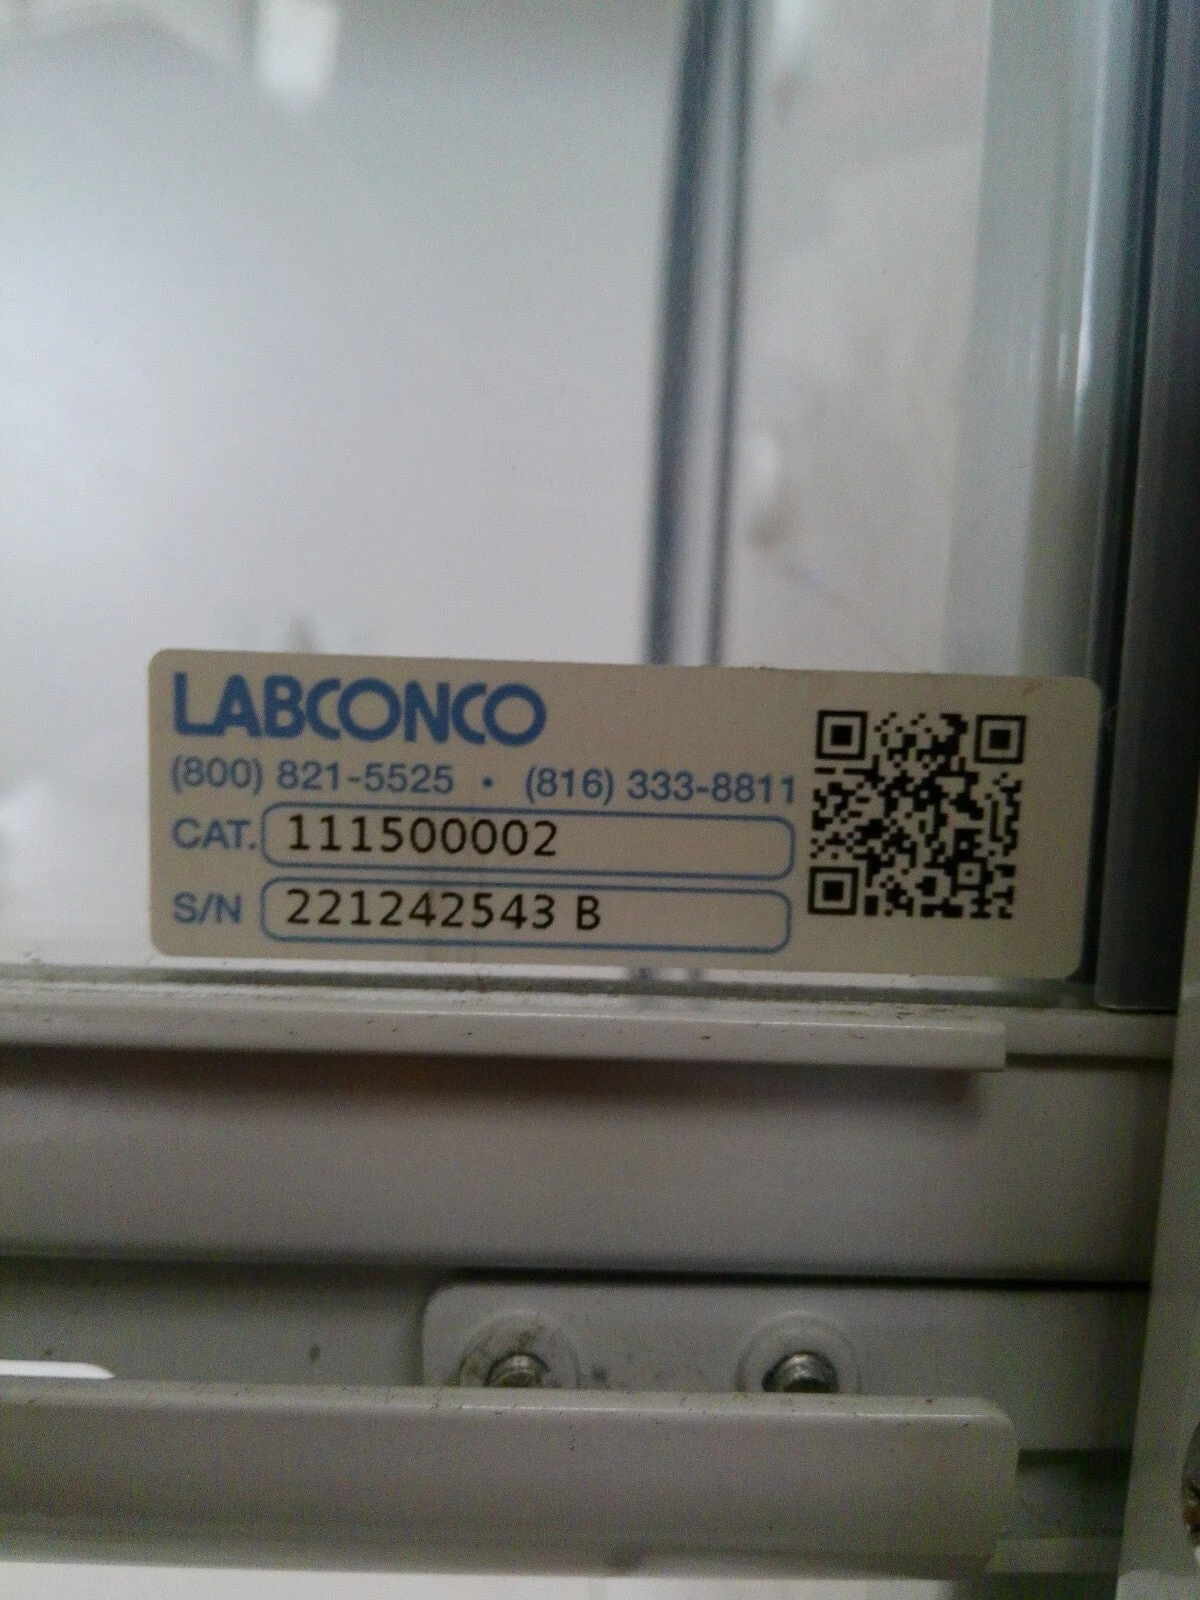 LABCONCO
(800) 821-5525 • (816) 333-8811
CAT. 111500002
S/N 221242543 B